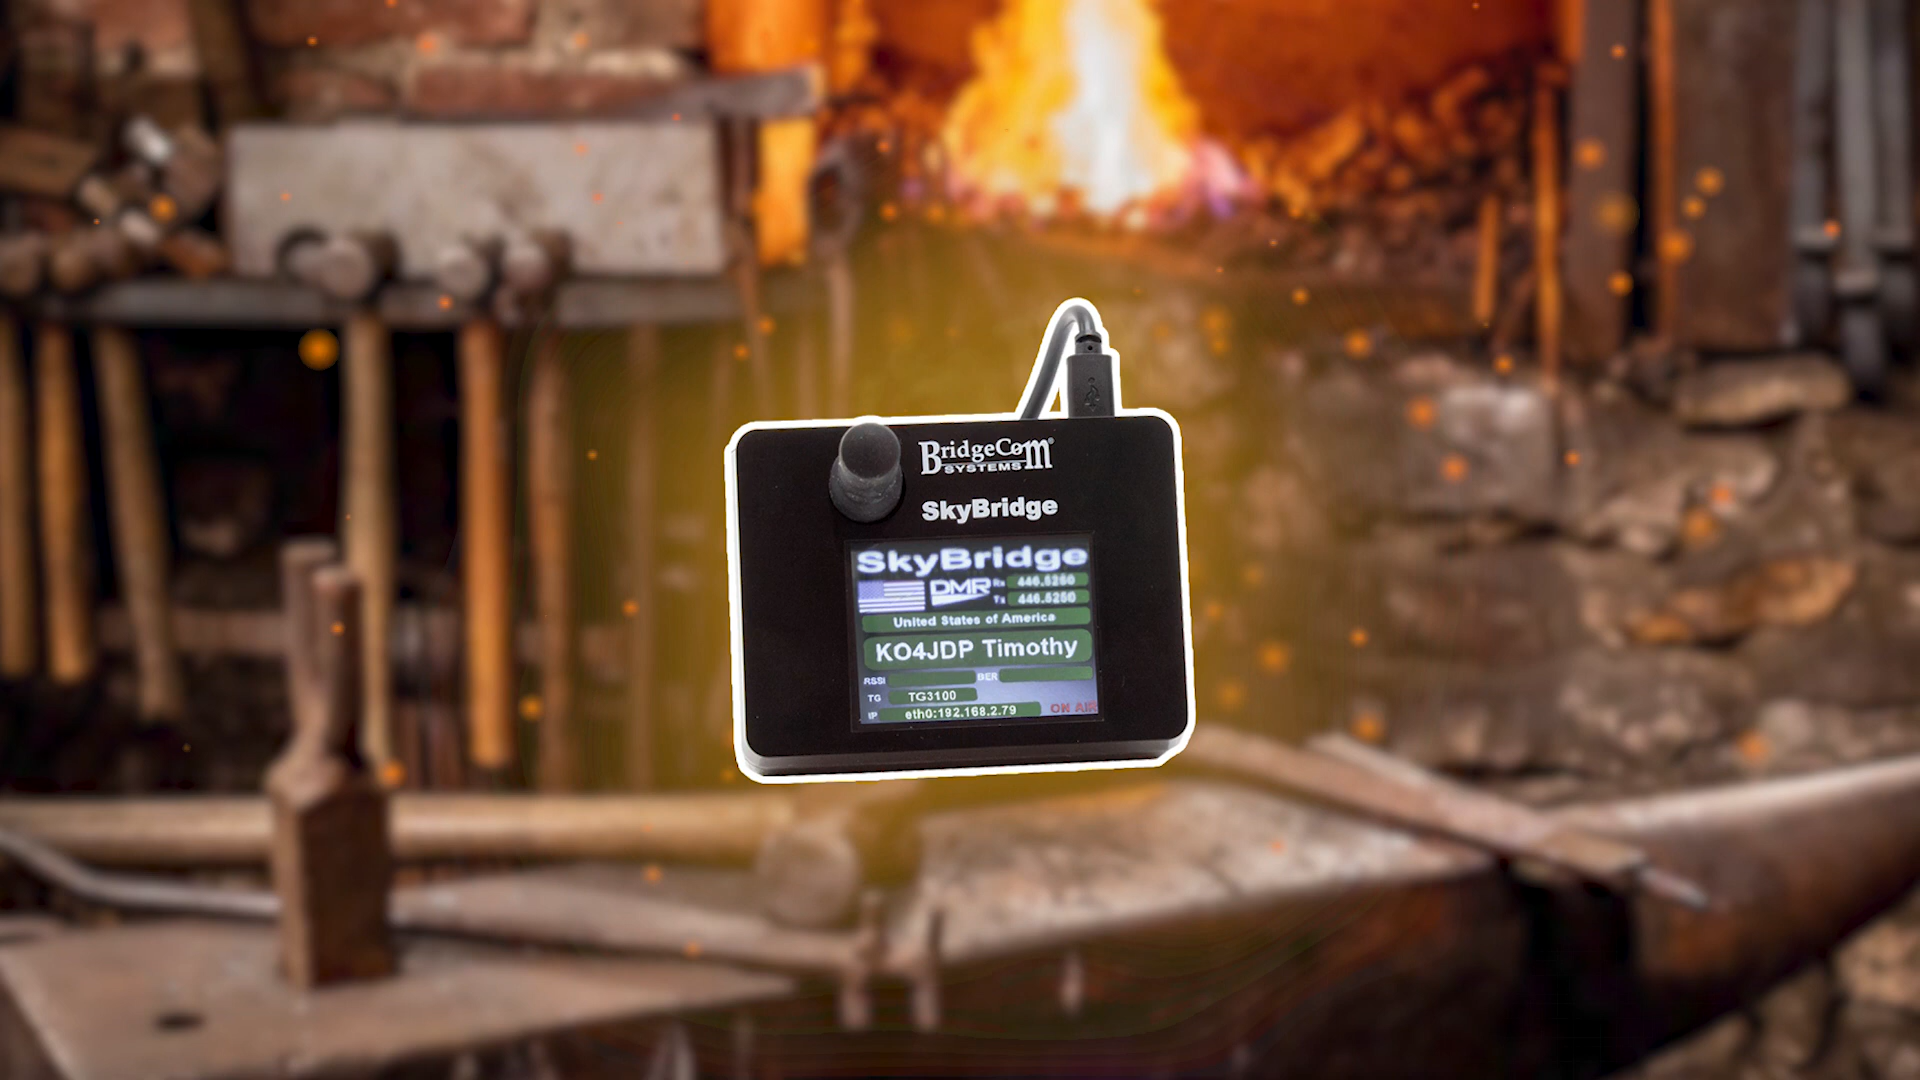 BridgeCom®
SYSTEMS
SkyBridge
SkyBridge
DMR Rx 446.5250
Tx 446.5250
United States of America
KO4JDP Timothy
RSSI BER
TG TG3100
IP eth0:192.168.2.79 ON AIR